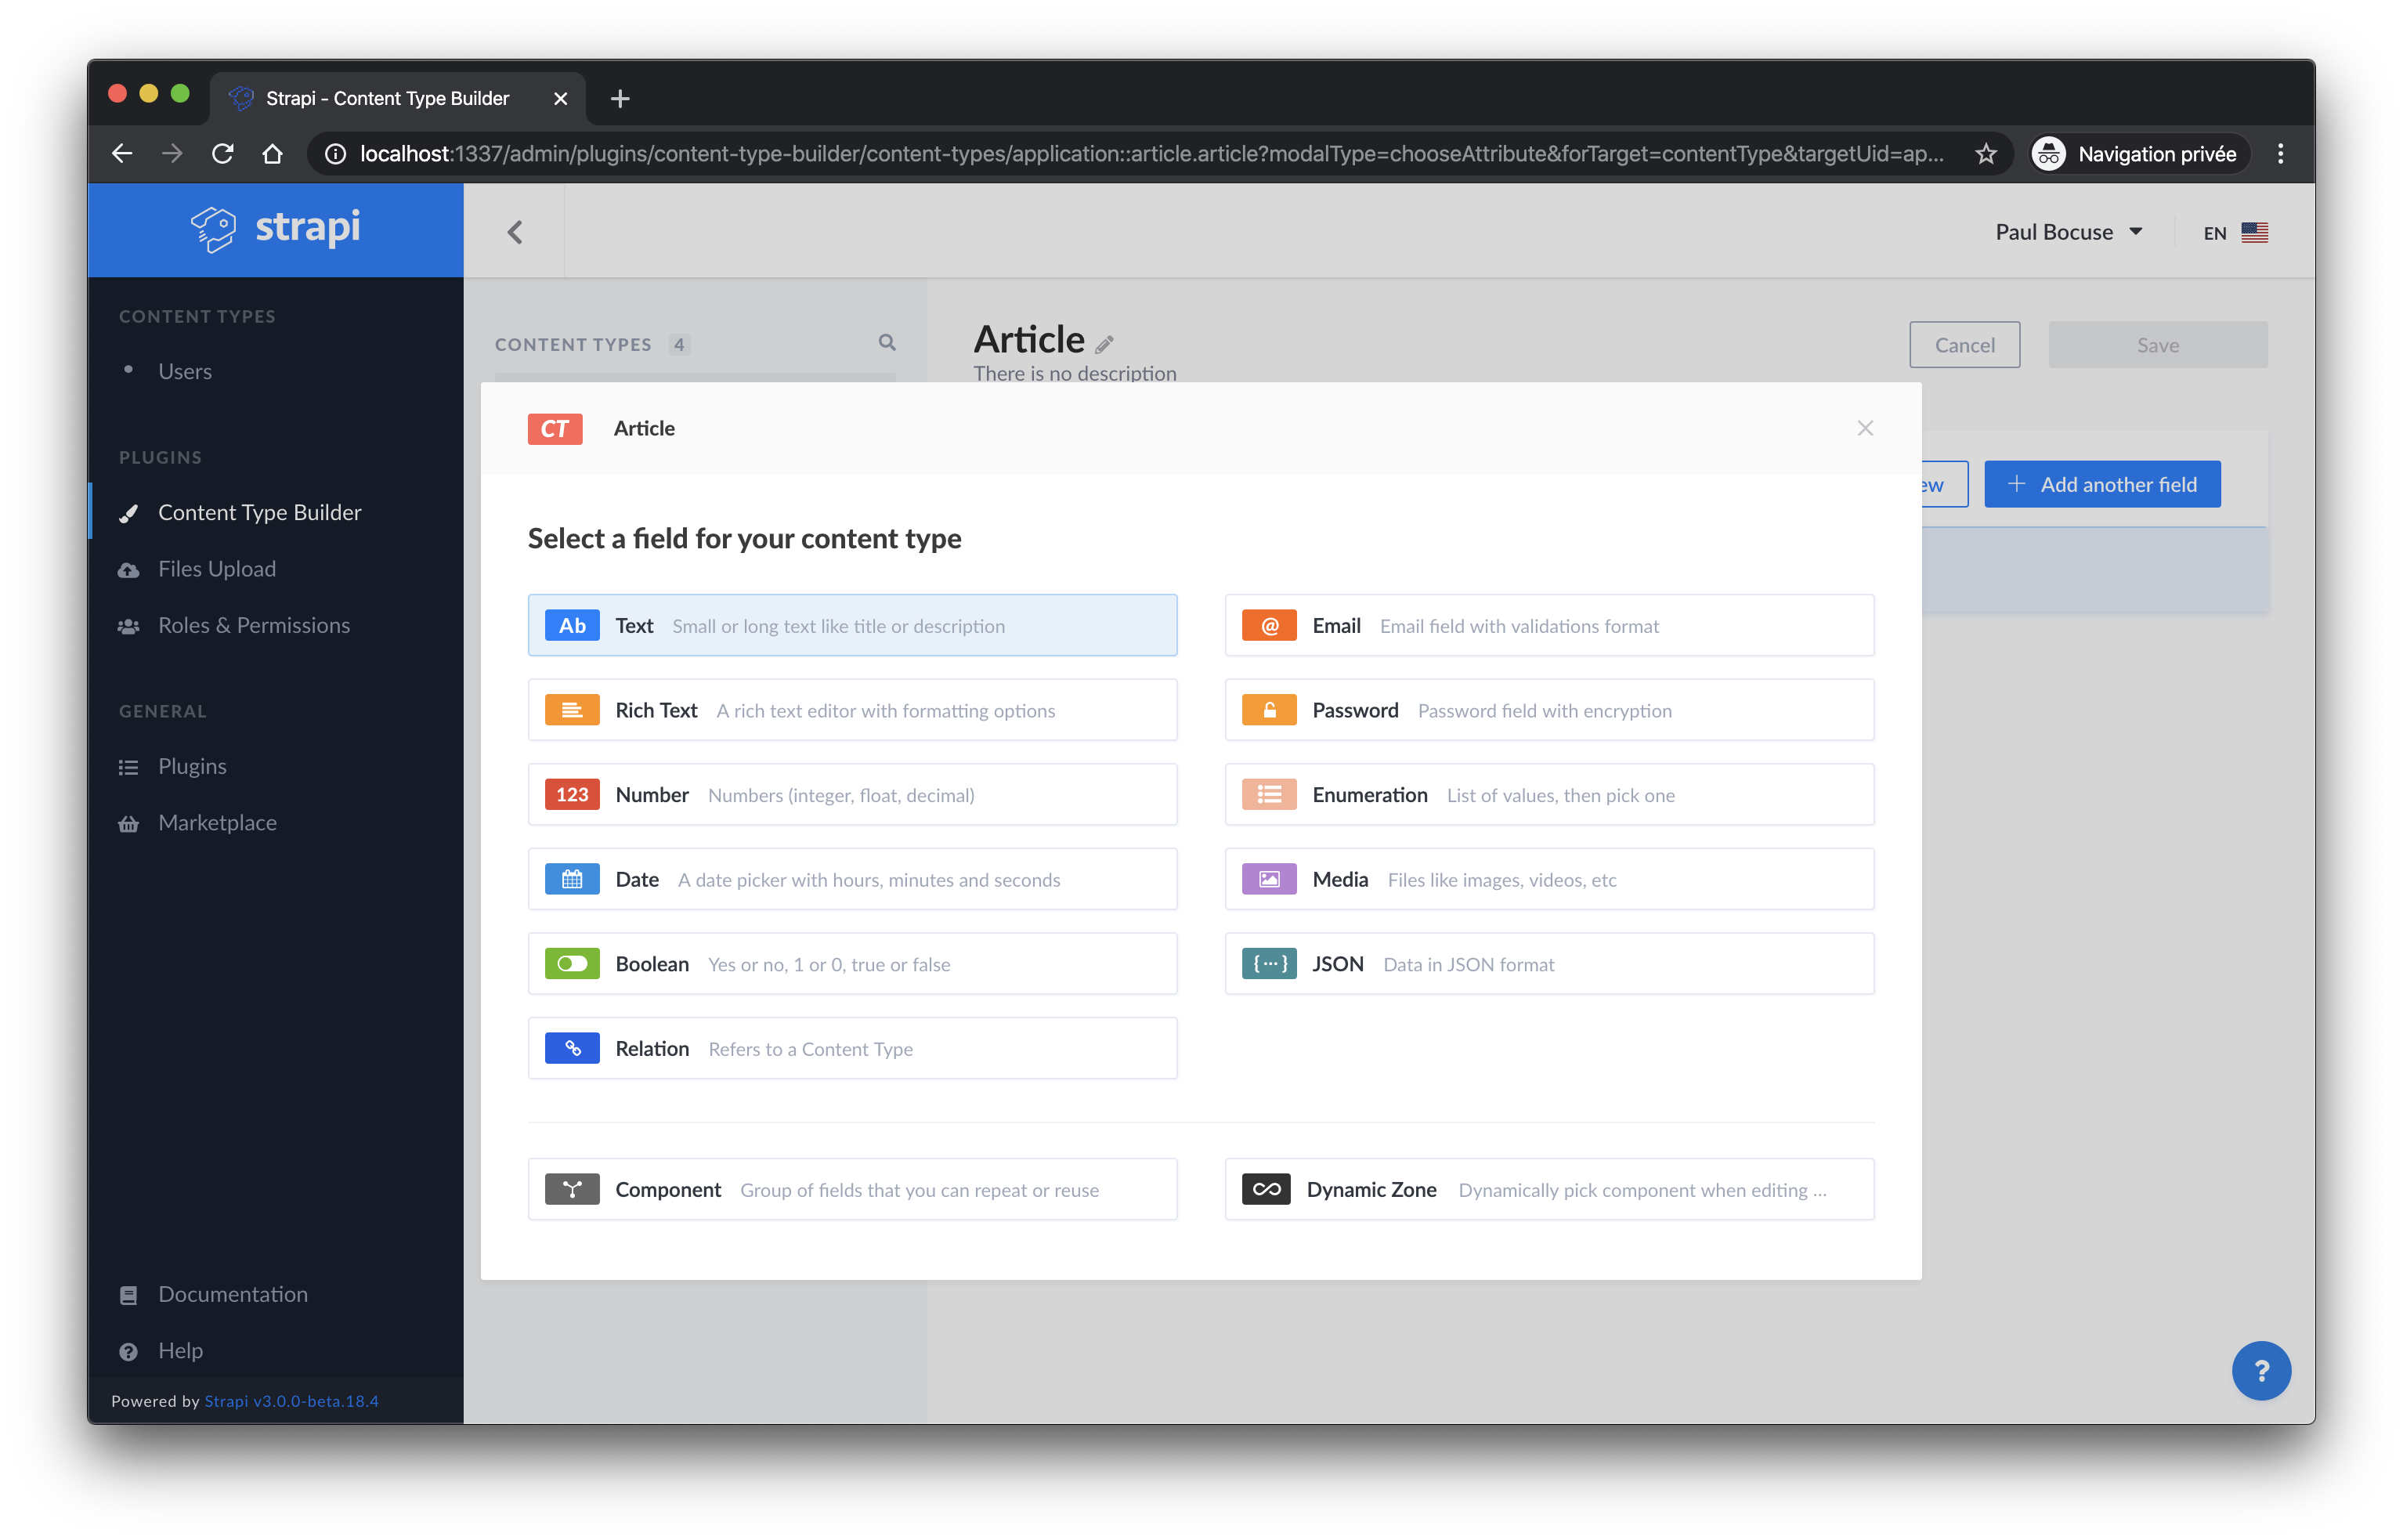 Strapi - Content Type Builder
localhost:1337/admin/plugins/content-type-builder/content-types/application::article.article?modalType=chooseAttribute&forTarget=contentType&targetUid=ap...
Navigation privée
strapi
Paul Bocuse
EN
CONTENT TYPES
Users
PLUGINS
Content Type Builder
Files Upload
Roles & Permissions
GENERAL
Plugins
Marketplace
Documentation
Help
Powered by Strapi v3.0.0-beta.18.4
CONTENT TYPES 4
Article
There is no description
Cancel
Save
ew
Add another field
CT Article
Select a field for your content type
Ab Text Small or long text like title or description
@ Email Email field with validations format
Rich Text A rich text editor with formatting options
Password Password field with encryption
123 Number Numbers (integer, float, decimal)
Enumeration List of values, then pick one
Date A date picker with hours, minutes and seconds
Media Files like images, videos, etc
Boolean Yes or no, 1 or 0, true or false
{···} JSON Data in JSON format
Relation Refers to a Content Type
Component Group of fields that you can repeat or reuse
Dynamic Zone Dynamically pick component when editing ...
?